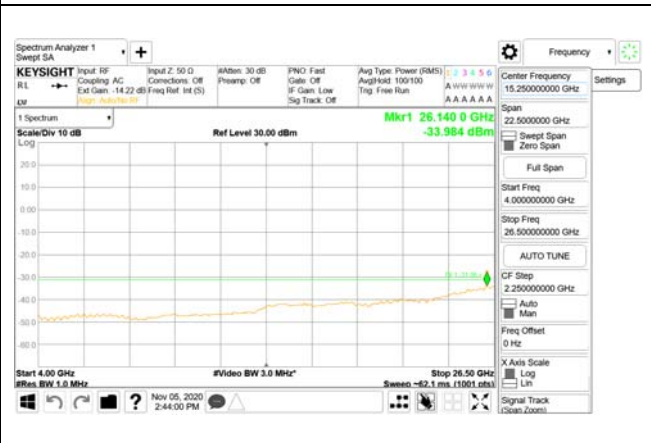 Spectrum Analyzer 1
Swept SA
+
Frequency
KEYSIGHT
Input: RF
Coupling: AC
Ext Gain: -14.22 dB
Align: Auto/No RF
Input Z: 50 Ω
Corrections: Off
Freq Ref: Int (S)
#Atten: 30 dB
Preamp: Off
PNO: Fast
Gate: Off
IF Gain: Low
Sig Track: Off
Avg Type: Power (RMS)
Avg|Hold: 100/100
Trig: Free Run
1 2 3 4 5 6
A W W W W W
A A A A A A
RL
Center Frequency
15.250000000 GHz
Settings
Span
22.5000000 GHz
Swept Span
Zero Span
Full Span
Start Freq
4.000000000 GHz
Stop Freq
26.500000000 GHz
AUTO TUNE
CF Step
2.250000000 GHz
Auto
Man
Freq Offset
0 Hz
X Axis Scale
Log
Lin
Signal Track
(Span Zoom)
1 Spectrum
Scale/Div 10 dB
Ref Level 30.00 dBm
Mkr1 26.140 0 GHz
-33.984 dBm
Log
20.0
10.0
0.00
-10.0
-20.0
-30.0
-40.0
-50.0
-60.0
Start 4.00 GHz
#Video BW 3.0 MHz*
Stop 26.50 GHz
#Res BW 1.0 MHz
Sweep ~62.1 ms (1001 pts)
?
Nov 05, 2020
2:44:00 PM